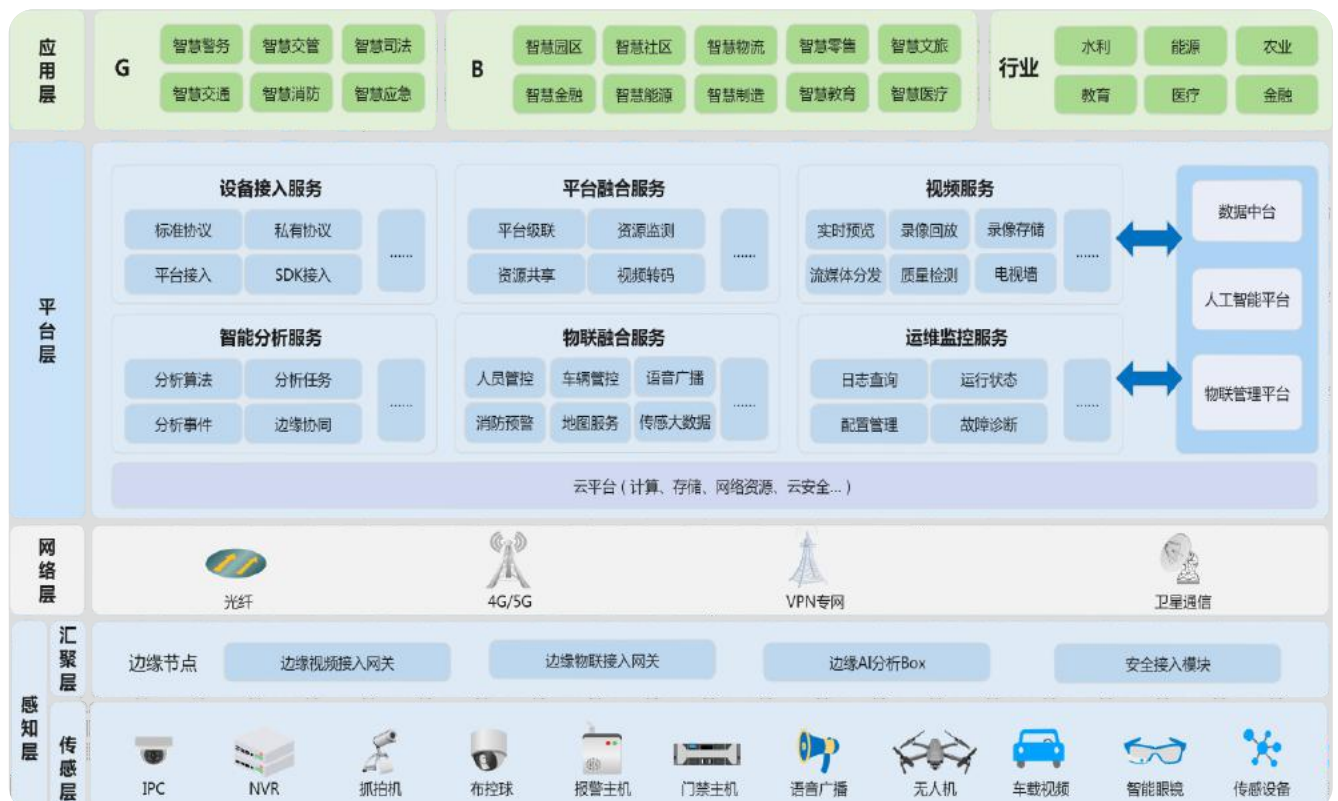 应用层
G
智慧警务 智慧交管 智慧司法
智慧交通 智慧消防 智慧应急
B
智慧园区 智慧社区 智慧物流 智慧零售 智慧文旅
智慧金融 智慧能源 智慧制造 智慧教育 智慧医疗
行业
水利 能源 农业
教育 医疗 金融
平台层
设备接入服务
标准协议 私有协议
平台接入 SDK接入
......
平台融合服务
平台级联 资源监测
资源共享 视频转码
......
视频服务
实时预览 录像回放 录像存储
流媒体分发 质量检测 电视墙
......
智能分析服务
分析算法 分析任务
分析事件 边缘协同
......
物联融合服务
人员管控 车辆管控 语音广播
消防预警 地图服务 传感大数据
......
运维监控服务
日志查询 运行状态
配置管理 故障诊断
......
数据中台
人工智能平台
物联管理平台
云平台（计算、存储、网络资源、云安全...）
网络层
光纤 4G/5G VPN专网 卫星通信
感知层
汇聚层
边缘节点 边缘视频接入网关 边缘物联接入网关 边缘AI分析Box 安全接入模块
传感层
IPC NVR 抓拍机 布控球 报警主机 门禁主机 语音广播 无人机 车载视频 智能眼镜 传感设备